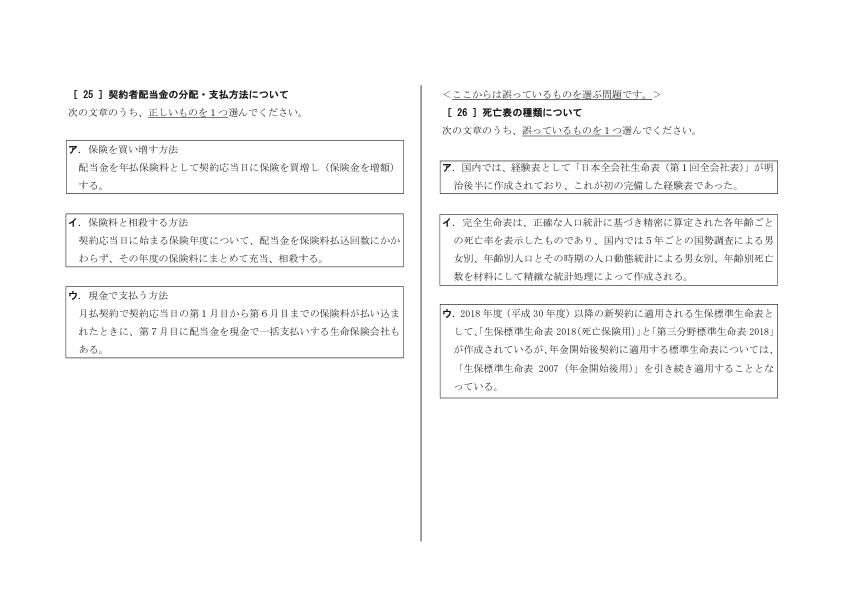 ［ 25 ］契約者配当金の分配・支払方法について
次の文章のうち、正しいものを１つ選んでください。
ア．保険を買い増す方法
配当金を年払保険料として契約応当日に保険を買増し（保険金を増額）
する。
イ．保険料と相殺する方法
契約応当日に始まる保険年度について、配当金を保険料払込回数にかか
わらず、その年度の保険料にまとめて充当、相殺する。
ウ．現金で支払う方法
月払契約で契約応当日の第１月目から第６月目までの保険料が払い込ま
れたときに、第７月目に配当金を現金で一括支払いする生命保険会社も
ある。
＜ここからは誤っているものを選ぶ問題です。＞
［ 26 ］死亡表の種類について
次の文章のうち、誤っているものを１つ選んでください。
ア．国内では、経験表として「日本全会社生命表（第１回全会社表）」が明
治後半に作成されており、これが初の完備した経験表であった。
イ．完全生命表は、正確な人口統計に基づき精密に算定された各年齢ごと
の死亡率を表示したものであり、国内では５年ごとの国勢調査による男
女別、年齢別人口とその時期の人口動態統計による男女別、年齢別死亡
数を材料にして精緻な統計処理によって作成される。
ウ．2018 年度（平成 30 年度）以降の新契約に適用される生保標準生命表と
して、「生保標準生命表 2018（死亡保険用）」と「第三分野標準生命表 2018」
が作成されているが、年金開始後契約に適用する標準生命表については、
「生保標準生命表 2007（年金開始後用）」を引き続き適用することとな
っている。